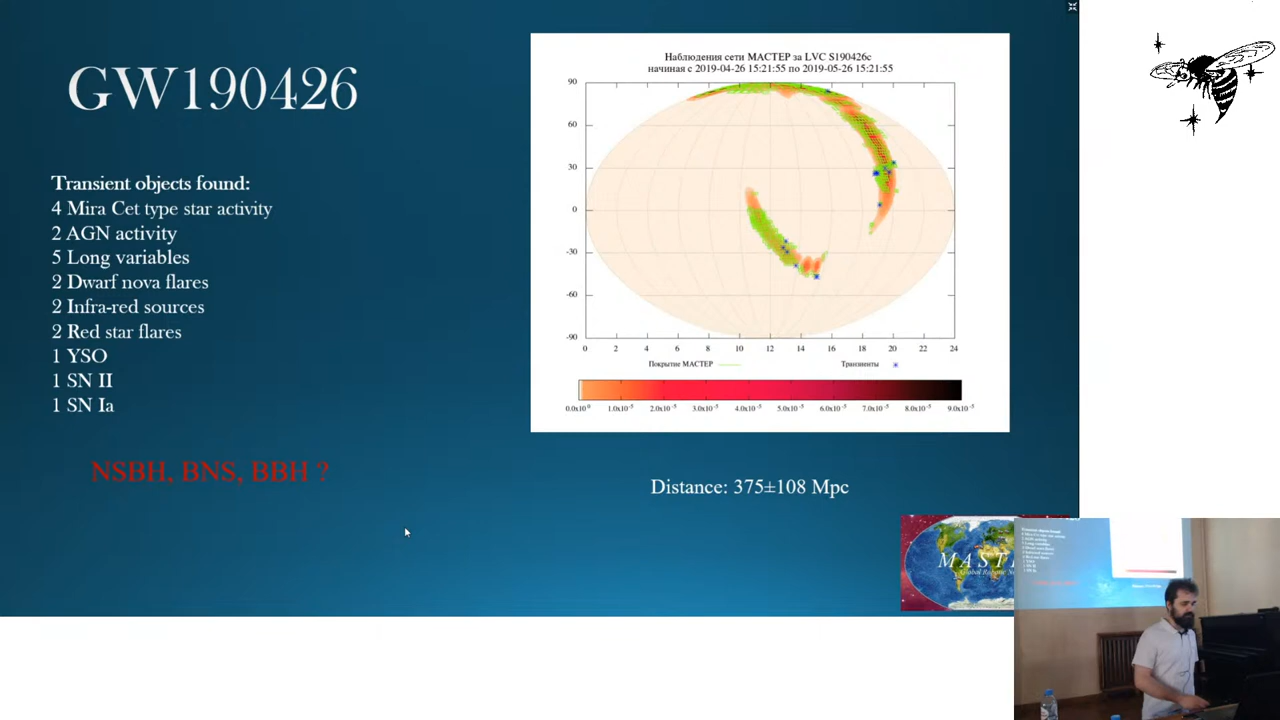 GW190426
Transient objects found:
4 Mira Cet type star activity
2 AGN activity
5 Long variables
2 Dwarf nova flares
2 Infra-red sources
2 Red star flares
1 YSO
1 SN II
1 SN Ia
NSBH, BNS, BBH ?
Наблюдения сети МАСТЕР за LVC S190426c
начиная с 2019-04-26 15:21:55 по 2019-05-26 15:21:55
90
60
30
0
-30
-60
-90
0 2 4 6 8 10 12 14 16 18 20 22 24
Покрытие МАСТЕР
Транзиенты
0.0x10⁰ 1.0x10⁻⁵ 2.0x10⁻⁵ 3.0x10⁻⁵ 4.0x10⁻⁵ 5.0x10⁻⁵ 6.0x10⁻⁵ 7.0x10⁻⁵ 8.0x10⁻⁵ 9.0x10⁻⁵
Distance: 375±108 Mpc
MAST
Global Robotic